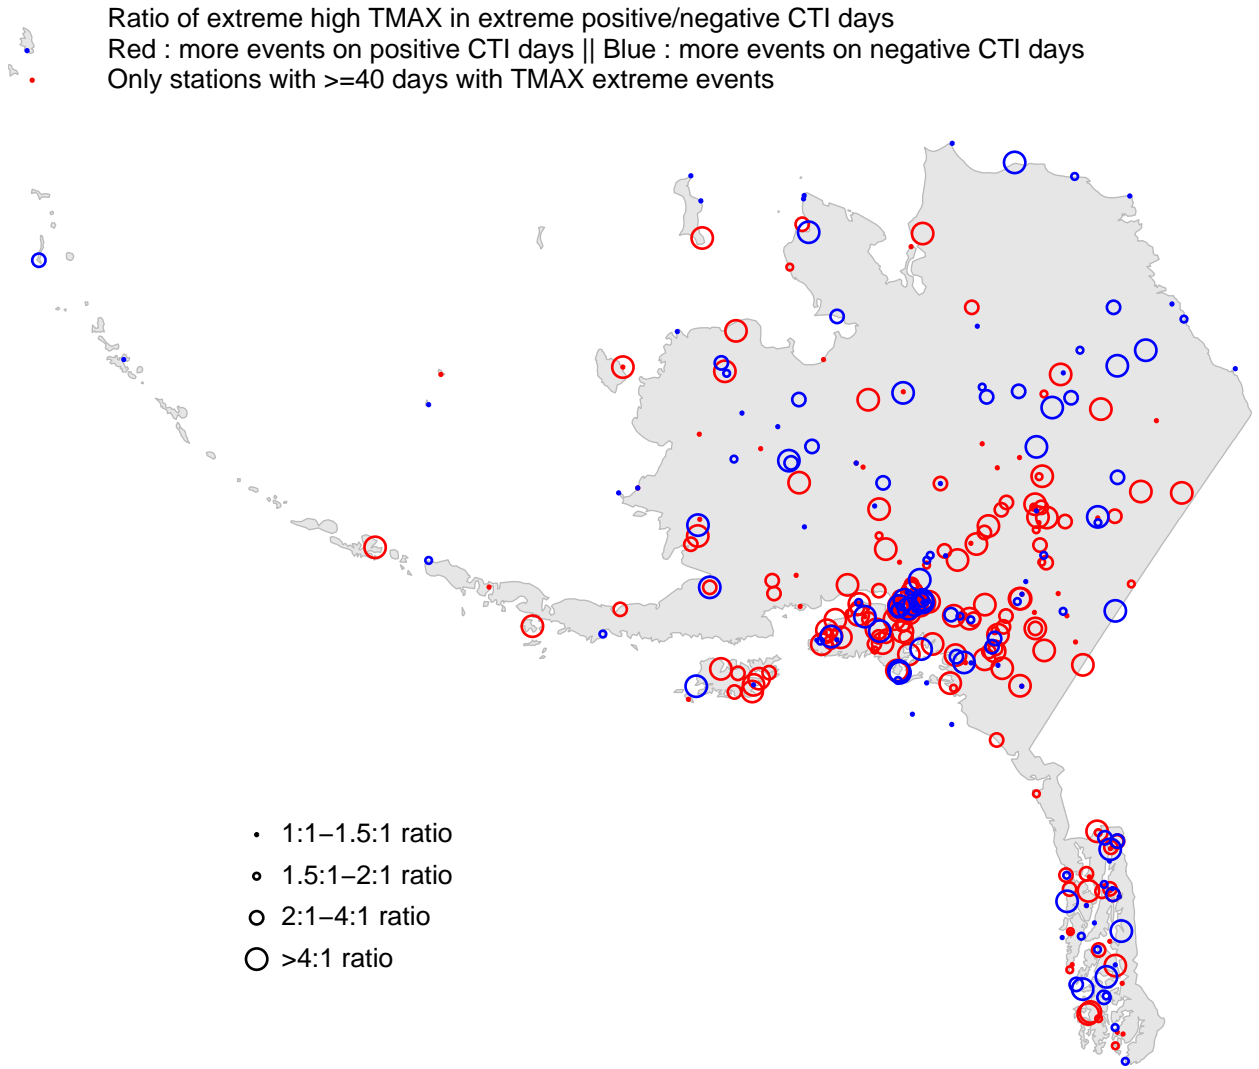 Ratio of extreme high TMAX in extreme positive/negative CTI days
Red : more events on positive CTI days || Blue : more events on negative CTI days
Only stations with >=40 days with TMAX extreme events
1:1−1.5:1 ratio
1.5:1−2:1 ratio
2:1−4:1 ratio
>4:1 ratio